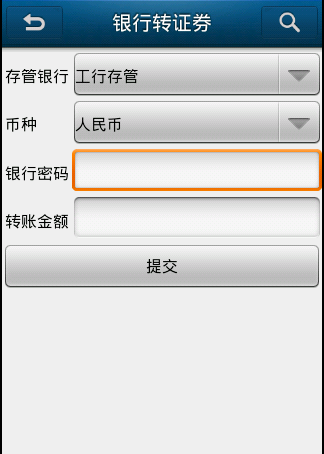 银行转证券
存管银行 工行存管
币种 人民币
银行密码
转账金额
提交